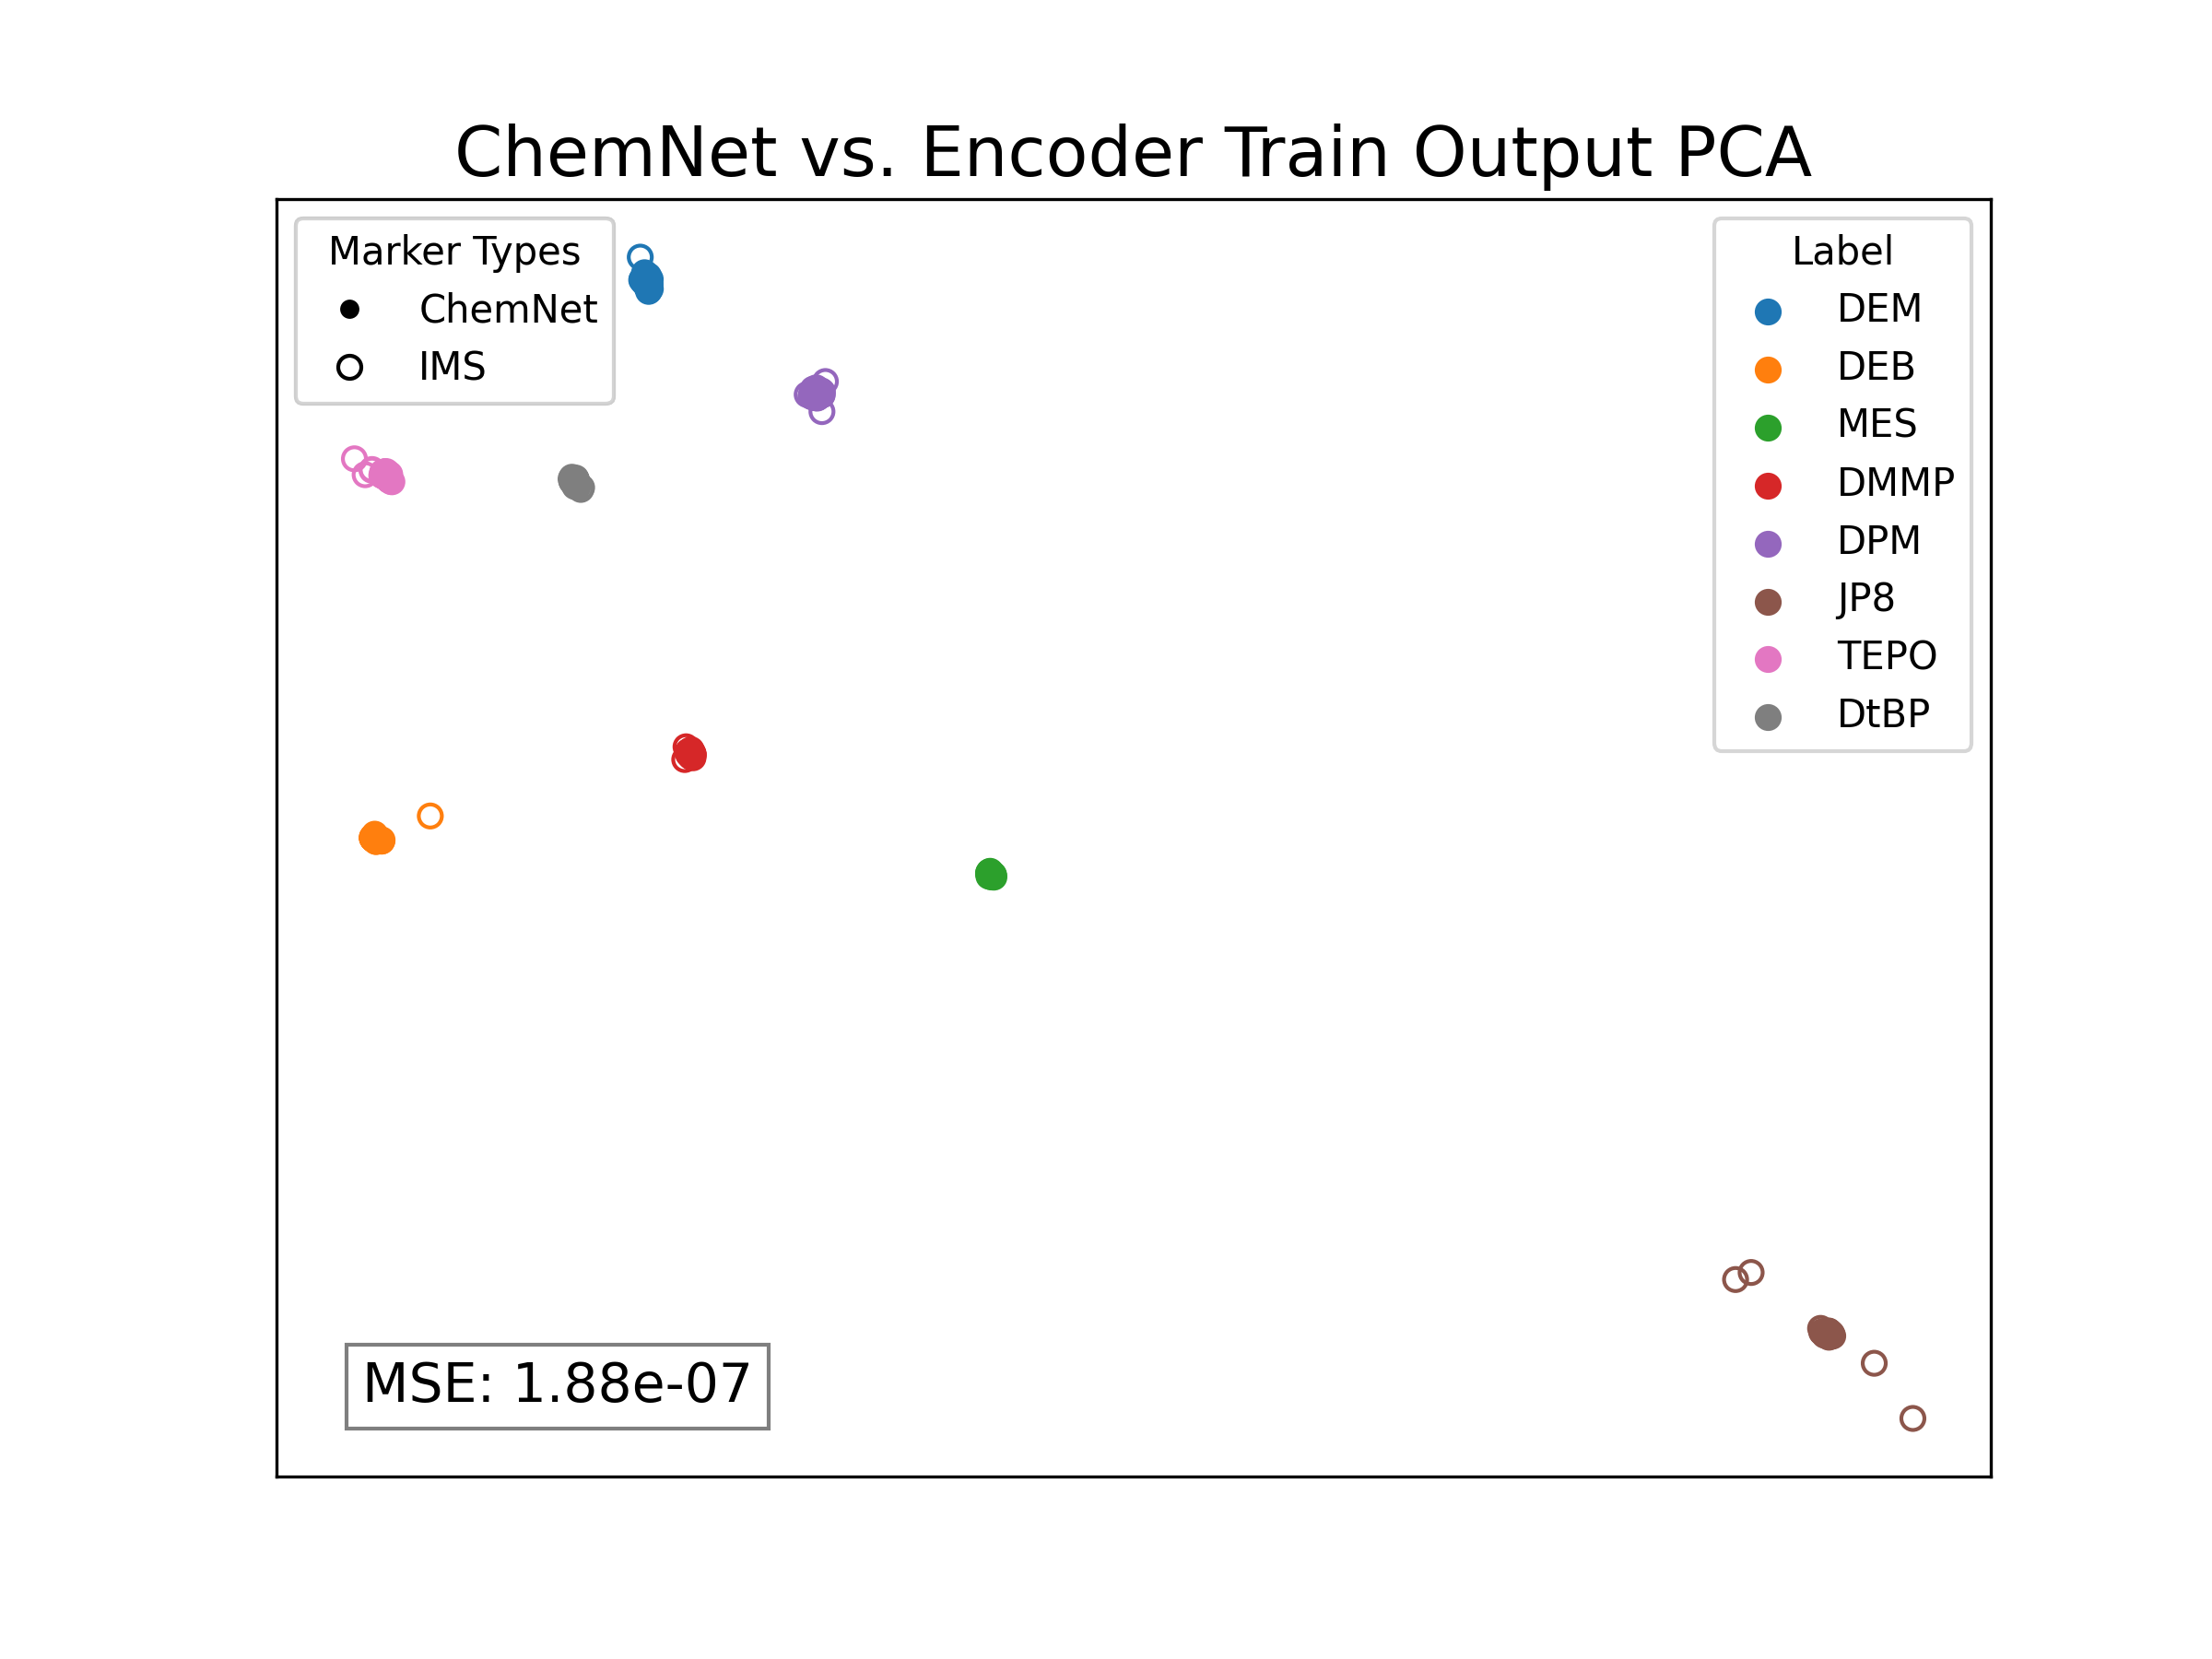 ChemNet vs. Encoder Train Output PCA
Marker Types
ChemNet
IMS
Label
DEM
DEB
MES
DMMP
DPM
JP8
TEPO
DtBP
MSE: 1.88e-07